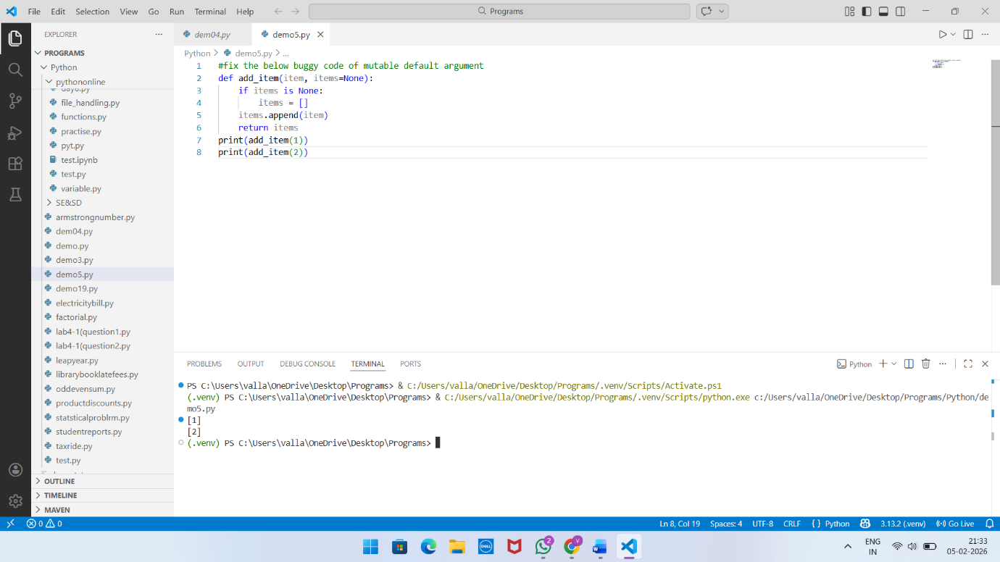 File Edit Selection View Go Run Terminal Help
Programs
EXPLORER
dem04.py
demo5.py
PROGRAMS
Python
pythononline
file_handling.py
functions.py
practise.py
pyt.py
test.ipynb
test.py
variable.py
SE&SD
armstrongnumber.py
dem04.py
demo.py
demo3.py
demo5.py
demo19.py
electricitybill.py
factorial.py
lab4-1(question1.py
lab4-1(question2.py
leapyear.py
librarybooklatefees.py
oddevensum.py
productdiscounts.py
statsticalproblrm.py
studentreports.py
taxride.py
test.py
OUTLINE
TIMELINE
MAVEN
Python > demo5.py > ...
1 #fix the below buggy code of mutable default argument
2 def add_item(item, items=None):
3     if items is None:
4         items = []
5     items.append(item)
6     return items
7 print(add_item(1))
8 print(add_item(2))
PROBLEMS OUTPUT DEBUG CONSOLE TERMINAL PORTS
Python
PS C:\Users\valla\OneDrive\Desktop\Programs> & C:/Users/valla/OneDrive/Desktop/Programs/.venv/Scripts/Activate.ps1
(.venv) PS C:\Users\valla\OneDrive\Desktop\Programs> & C:/Users/valla/OneDrive/Desktop/Programs/.venv/Scripts/python.exe c:/Users/valla/OneDrive/Desktop/Programs/Python/de
mo5.py
[1]
[2]
(.venv) PS C:\Users\valla\OneDrive\Desktop\Programs>
0 0
Ln 8, Col 19 Spaces: 4 UTF-8 CRLF {} Python 3.13.2 (.venv) Go Live
2
V
DELL
W
ENG
IN
21:33
05-02-2026